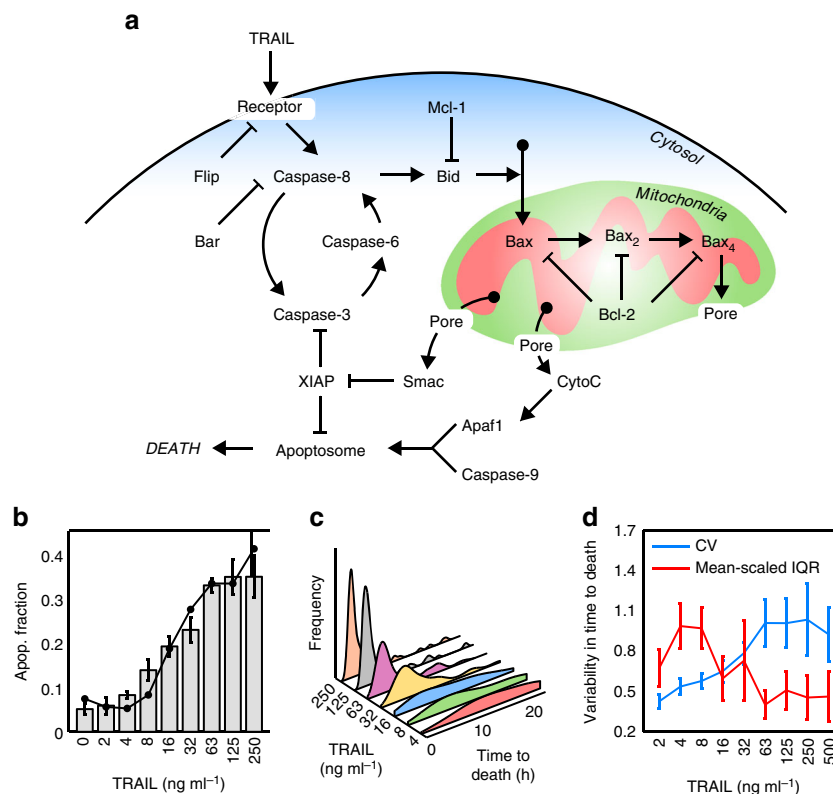 a
TRAIL
Receptor
Mcl-1
Cytosol
Flip
Caspase-8
Bid
Mitochondria
Bar
Caspase-6
Bax
Bax₂
Bax₄
Caspase-3
Pore
Bcl-2
Pore
Pore
XIAP
Smac
CytoC
Apaf1
DEATH
Apoptosome
Caspase-9
b
Apop. fraction
0.4
0.3
0.2
0.1
0
0 2 4 8 16 32 63 125 250
TRAIL (ng ml⁻¹)
c
Frequency
250 125 63 32 16 8 4
TRAIL
(ng ml⁻¹)
0 10 20
Time to
death (h)
d
Variability in time to death
1.7
1.4
1.1
0.8
0.5
0.2
CV
Mean-scaled IQR
2 4 8 16 32 63 125 250 500
TRAIL (ng ml⁻¹)